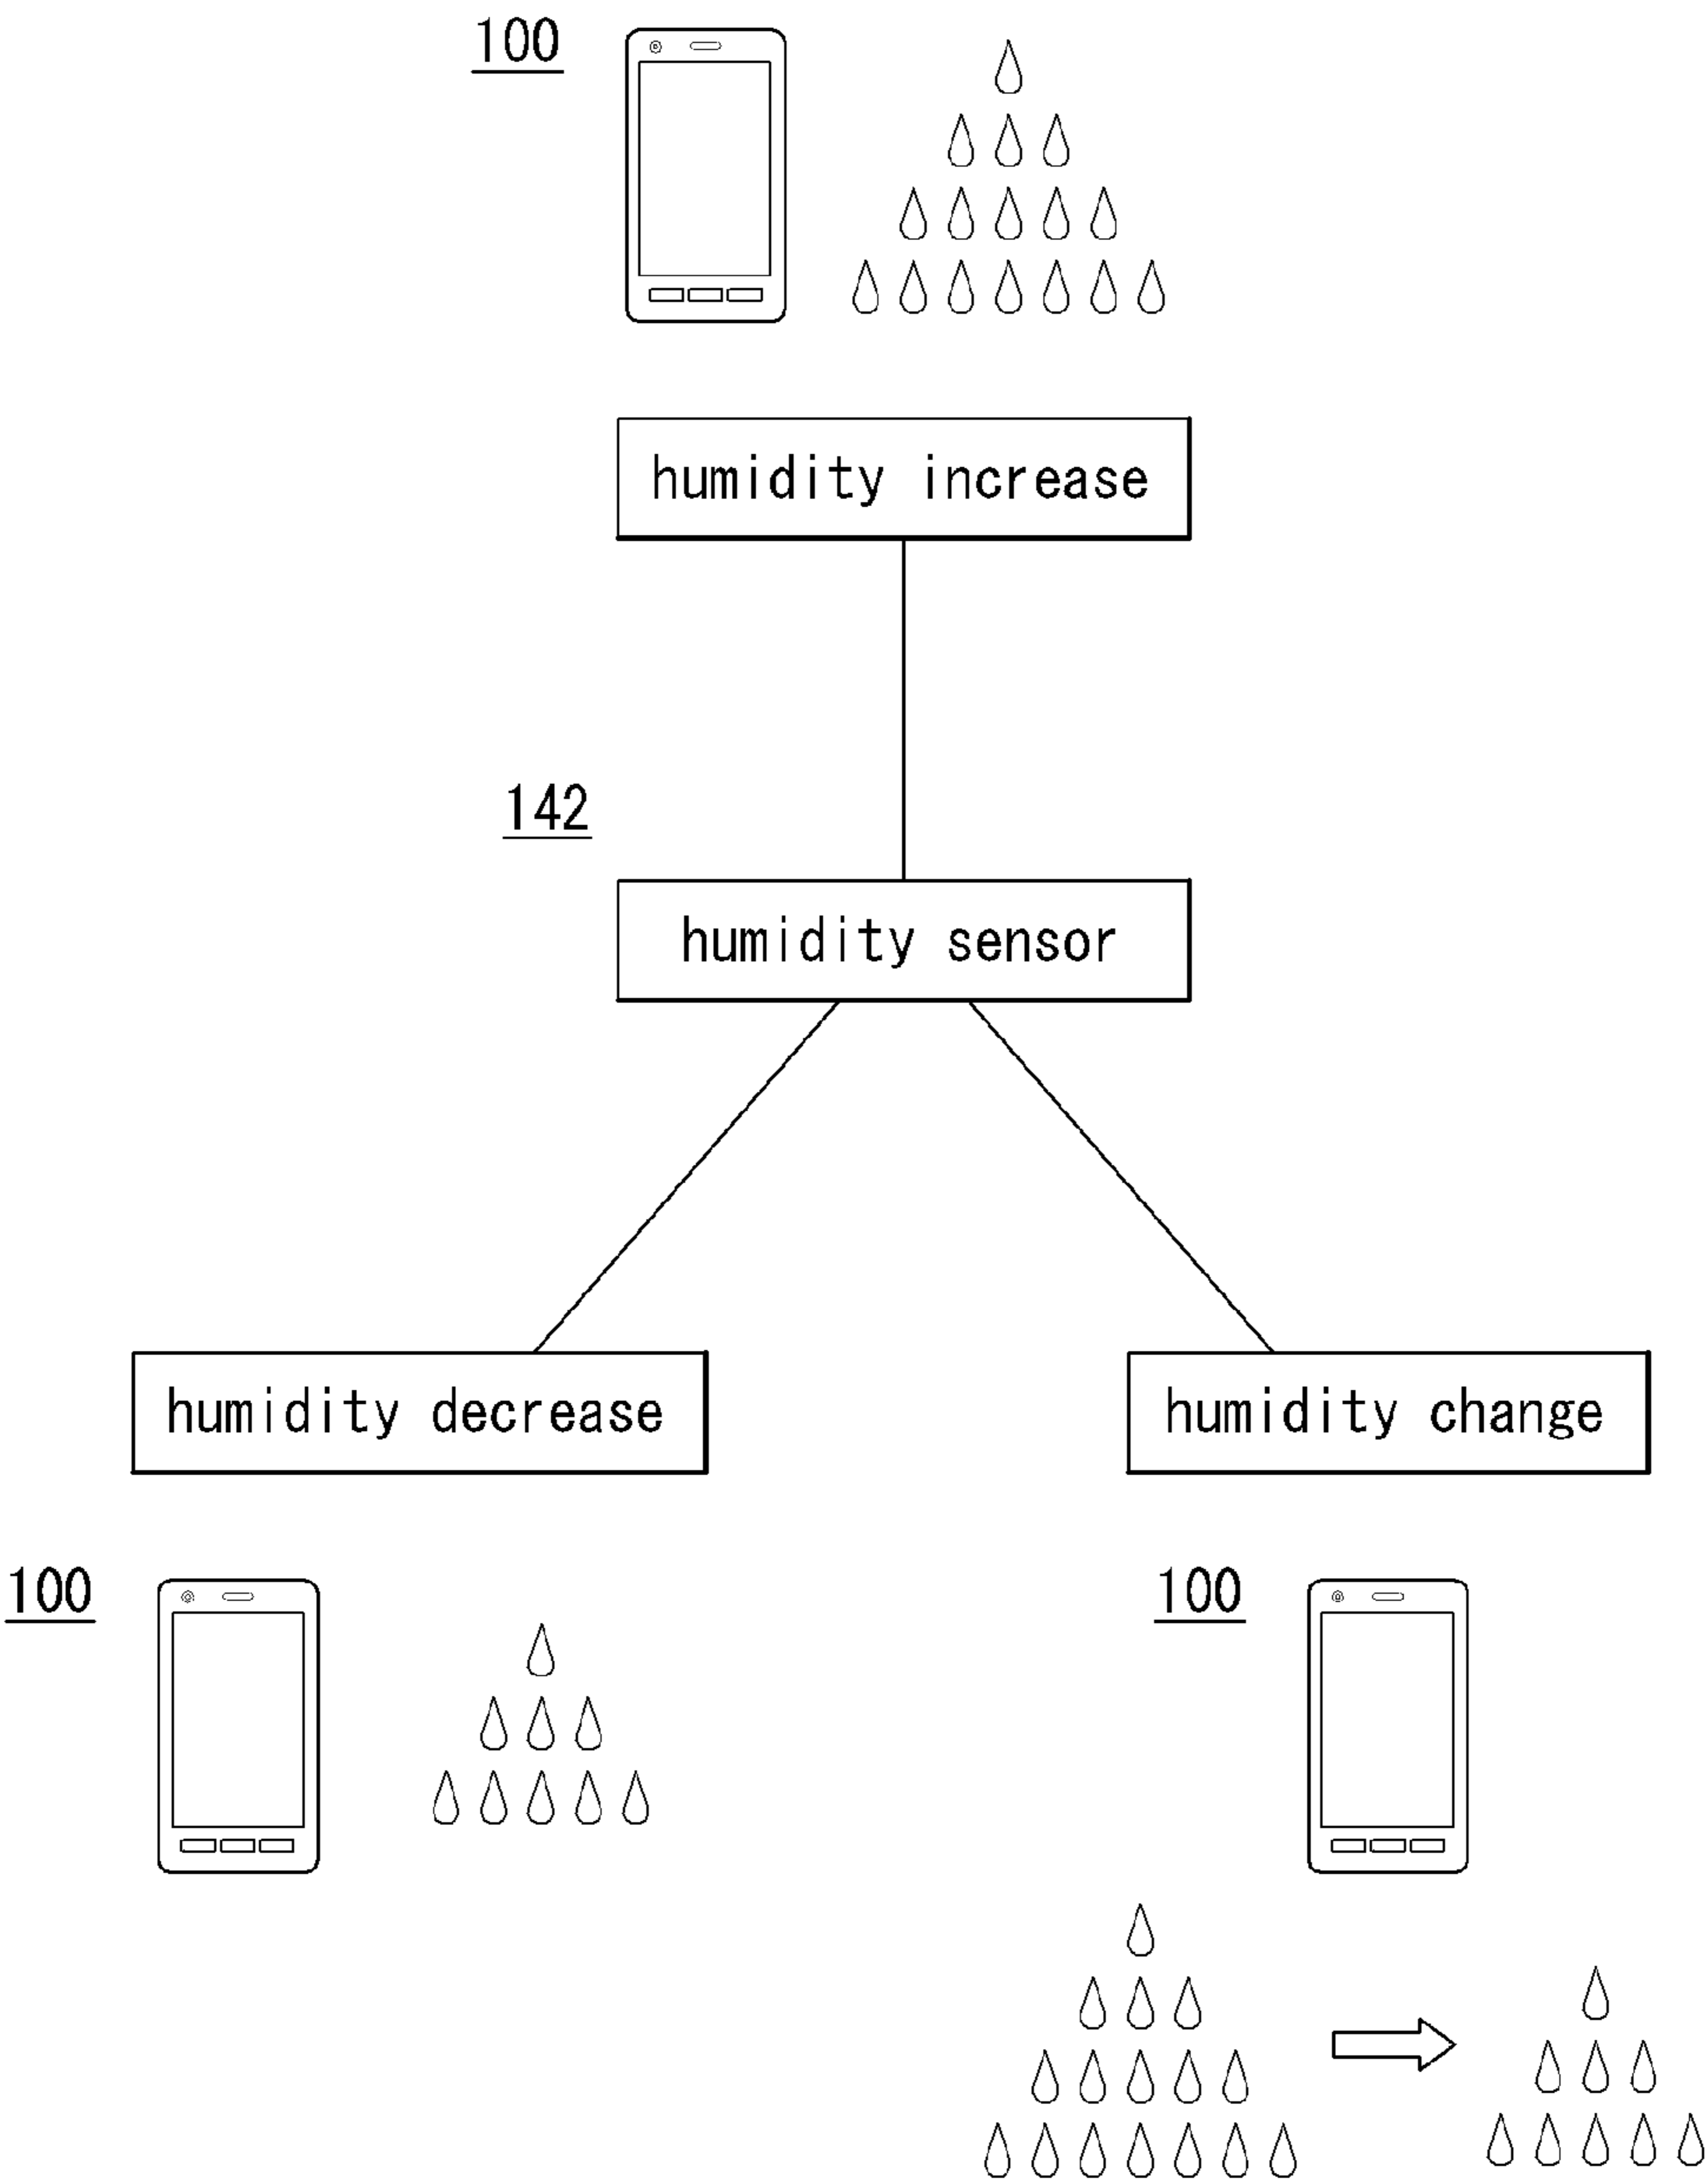 100
humidity increase
142
humidity sensor
humidity decrease
humidity change
100
100